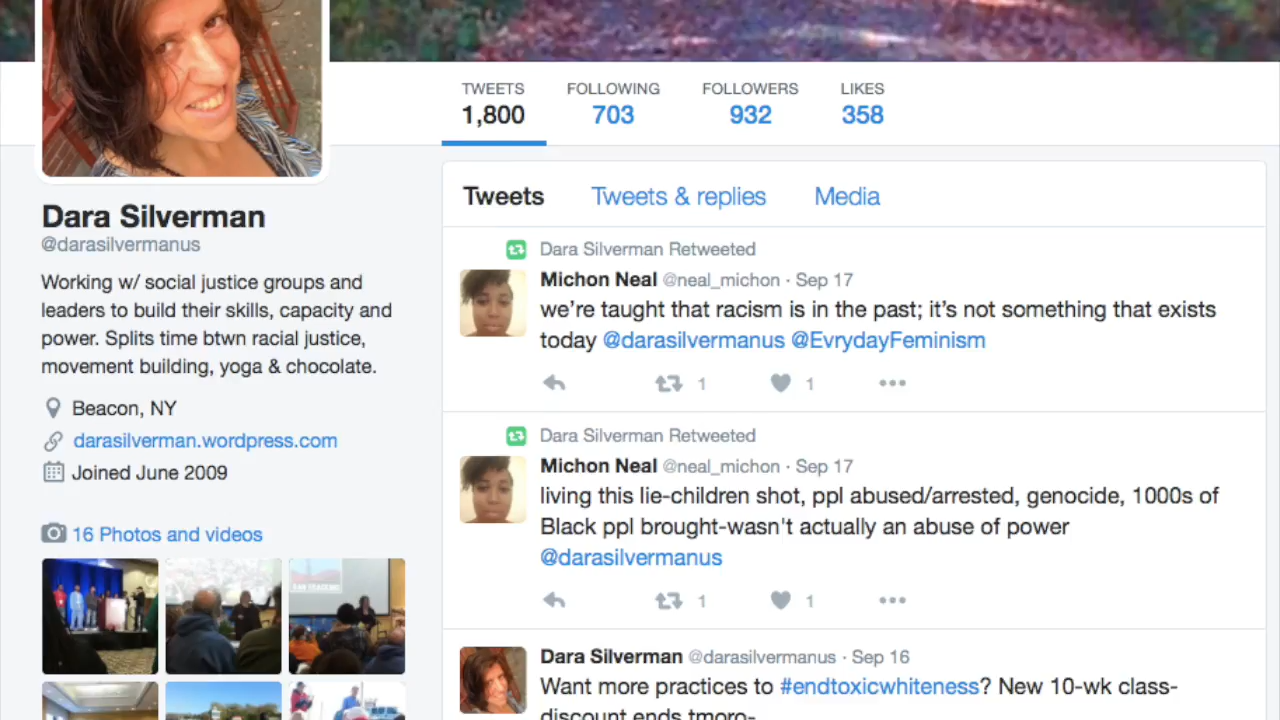 TWEETS FOLLOWING FOLLOWERS LIKES
1,800 703 932 358
Tweets Tweets & replies Media
Dara Silverman
@darasilvermanus
Working w/ social justice groups and
leaders to build their skills, capacity and
power. Splits time btwn racial justice,
movement building, yoga & chocolate.
Beacon, NY
darasilverman.wordpress.com
Joined June 2009
16 Photos and videos
Dara Silverman Retweeted
Michon Neal @neal_michon · Sep 17
we’re taught that racism is in the past; it’s not something that exists
today @darasilvermanus @EvrydayFeminism
1 1
Dara Silverman Retweeted
Michon Neal @neal_michon · Sep 17
living this lie-children shot, ppl abused/arrested, genocide, 1000s of
Black ppl brought-wasn't actually an abuse of power
@darasilvermanus
1 1
Dara Silverman @darasilvermanus · Sep 16
Want more practices to #endtoxicwhiteness? New 10-wk class-
discount ends tmoro-